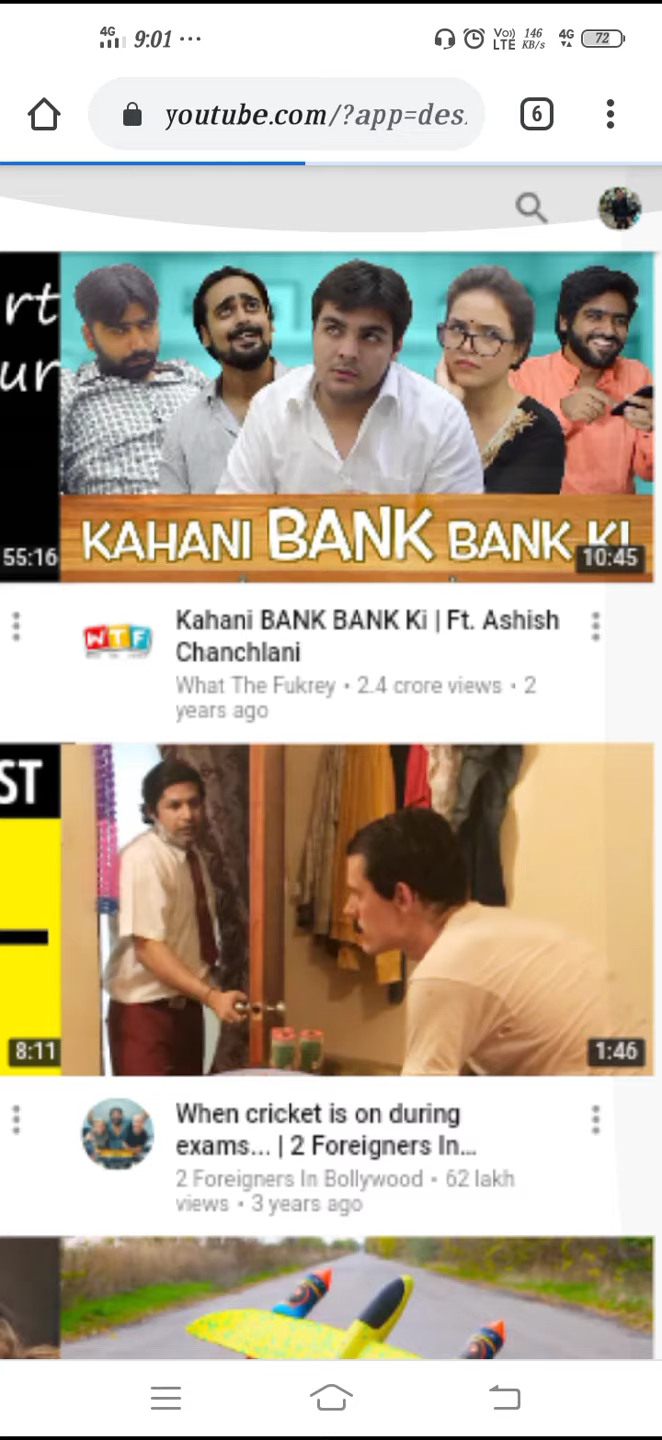 4G 9:01 ... Vo) LTE 146 KB/s 4G 72
youtube.com/?app=des.
6
rt
ur
55:16
KAHANI BANK BANK KI
10:45
WTF
Kahani BANK BANK Ki | Ft. Ashish
Chanchlani
What The Fukrey • 2.4 crore views • 2
years ago
ST
8:11
1:46
When cricket is on during
exams... | 2 Foreigners In...
2 Foreigners In Bollywood • 62 lakh
views • 3 years ago